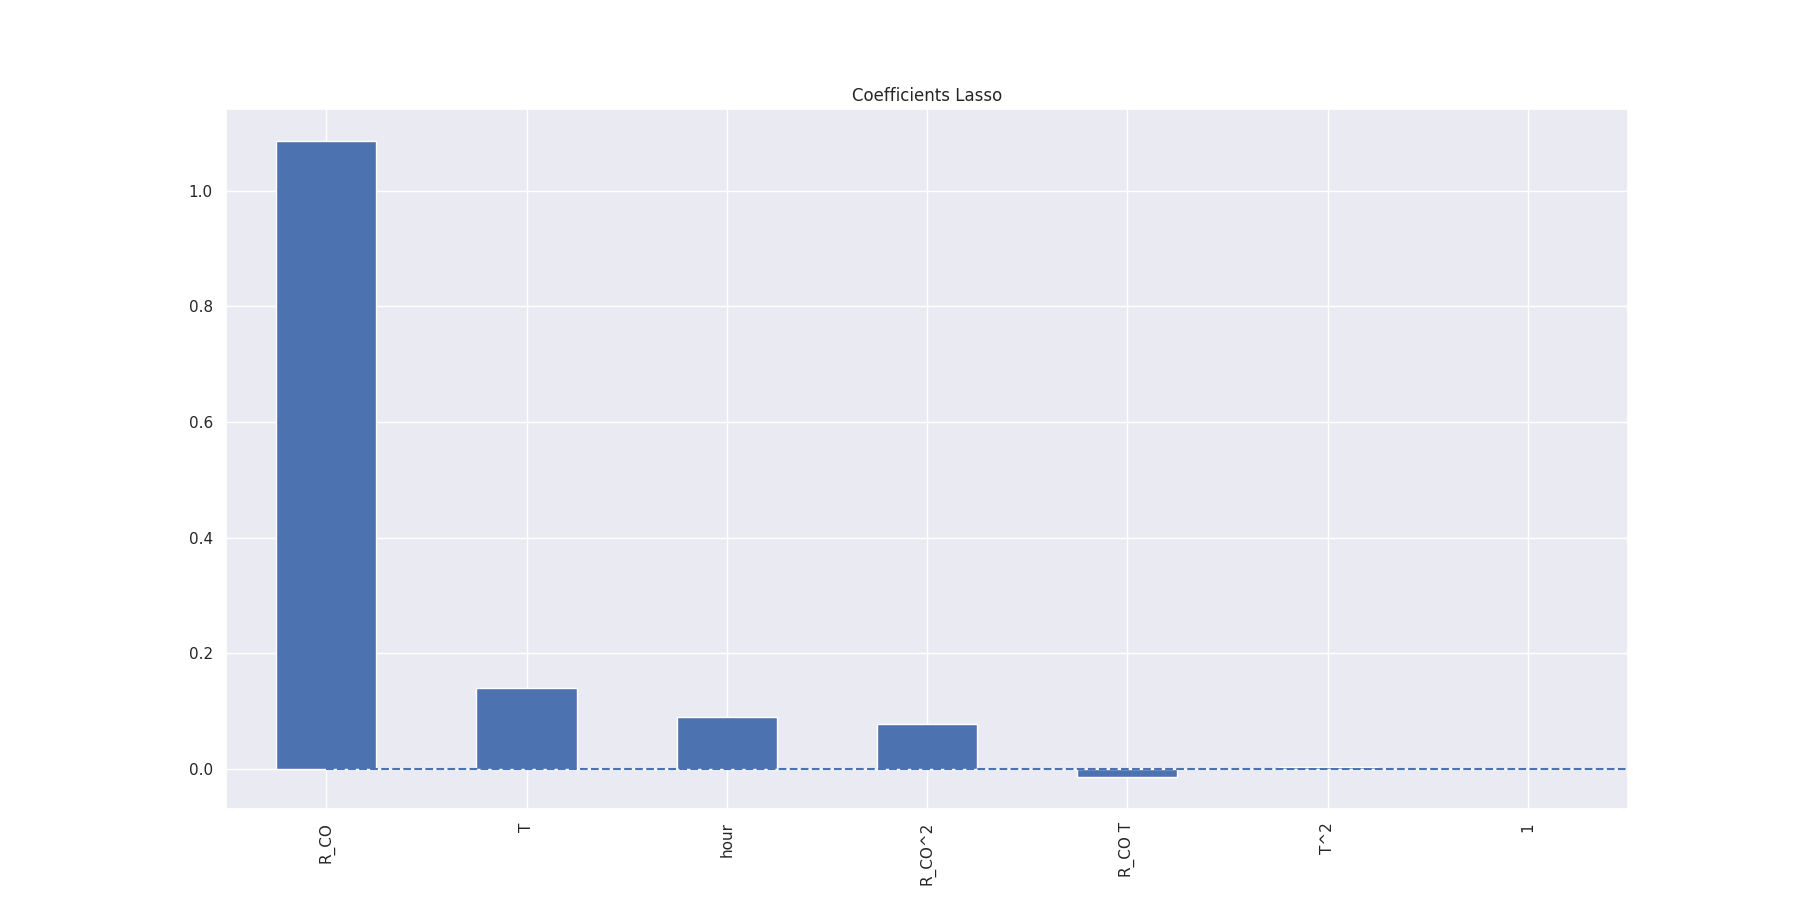 Coefficients Lasso
1.0
0.8
0.6
0.4
0.2
0.0
R_CO
T
hour
R_CO^2
R_CO T
T^2
1